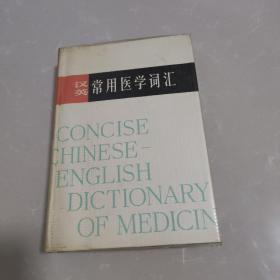 汉英 常用医学词汇
CONCISE
CHINESE-
ENGLISH
DICTIONARY
OF MEDICIN